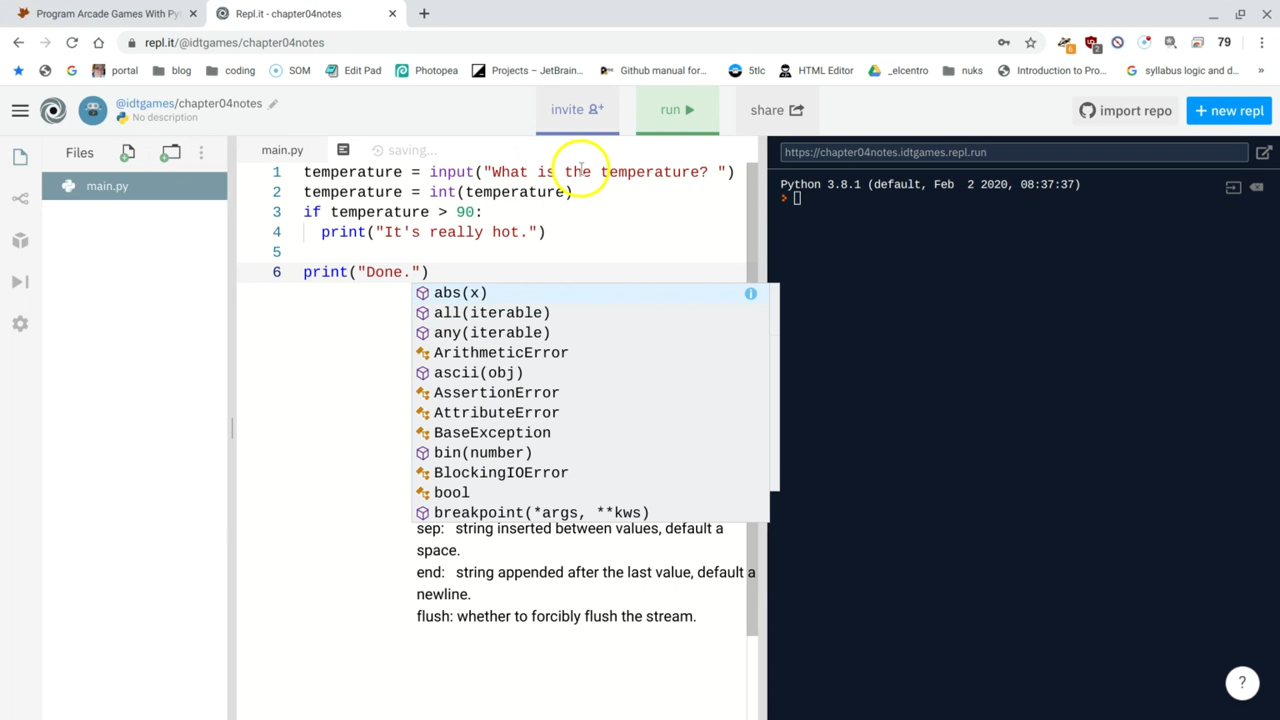 Program Arcade Games With Py
Repl.it - chapter04notes
repl.it/@idtgames/chapter04notes
6
2
79
portal
blog
coding
SOM
Edit Pad
Photopea
Projects – JetBrain...
Github manual for...
5tlc
HTML Editor
_elcentro
nuks
Introduction to Pro...
syllabus logic and d...
»
@idtgames/chapter04notes
No description
invite
run
share
import repo
+ new repl
Files
main.py
main.py
saving...
1 temperature = input("What is the temperature? ")
2 temperature = int(temperature)
3 if temperature > 90:
4 print("It's really hot.")
5
6 print("Done.")
abs(x)
all(iterable)
any(iterable)
ArithmeticError
ascii(obj)
AssertionError
AttributeError
BaseException
bin(number)
BlockingIOError
bool
breakpoint(*args, **kws)
sep: string inserted between values, default a
space.
end: string appended after the last value, default a
newline.
flush: whether to forcibly flush the stream.
https://chapter04notes.idtgames.repl.run
Python 3.8.1 (default, Feb 2 2020, 08:37:37)
?